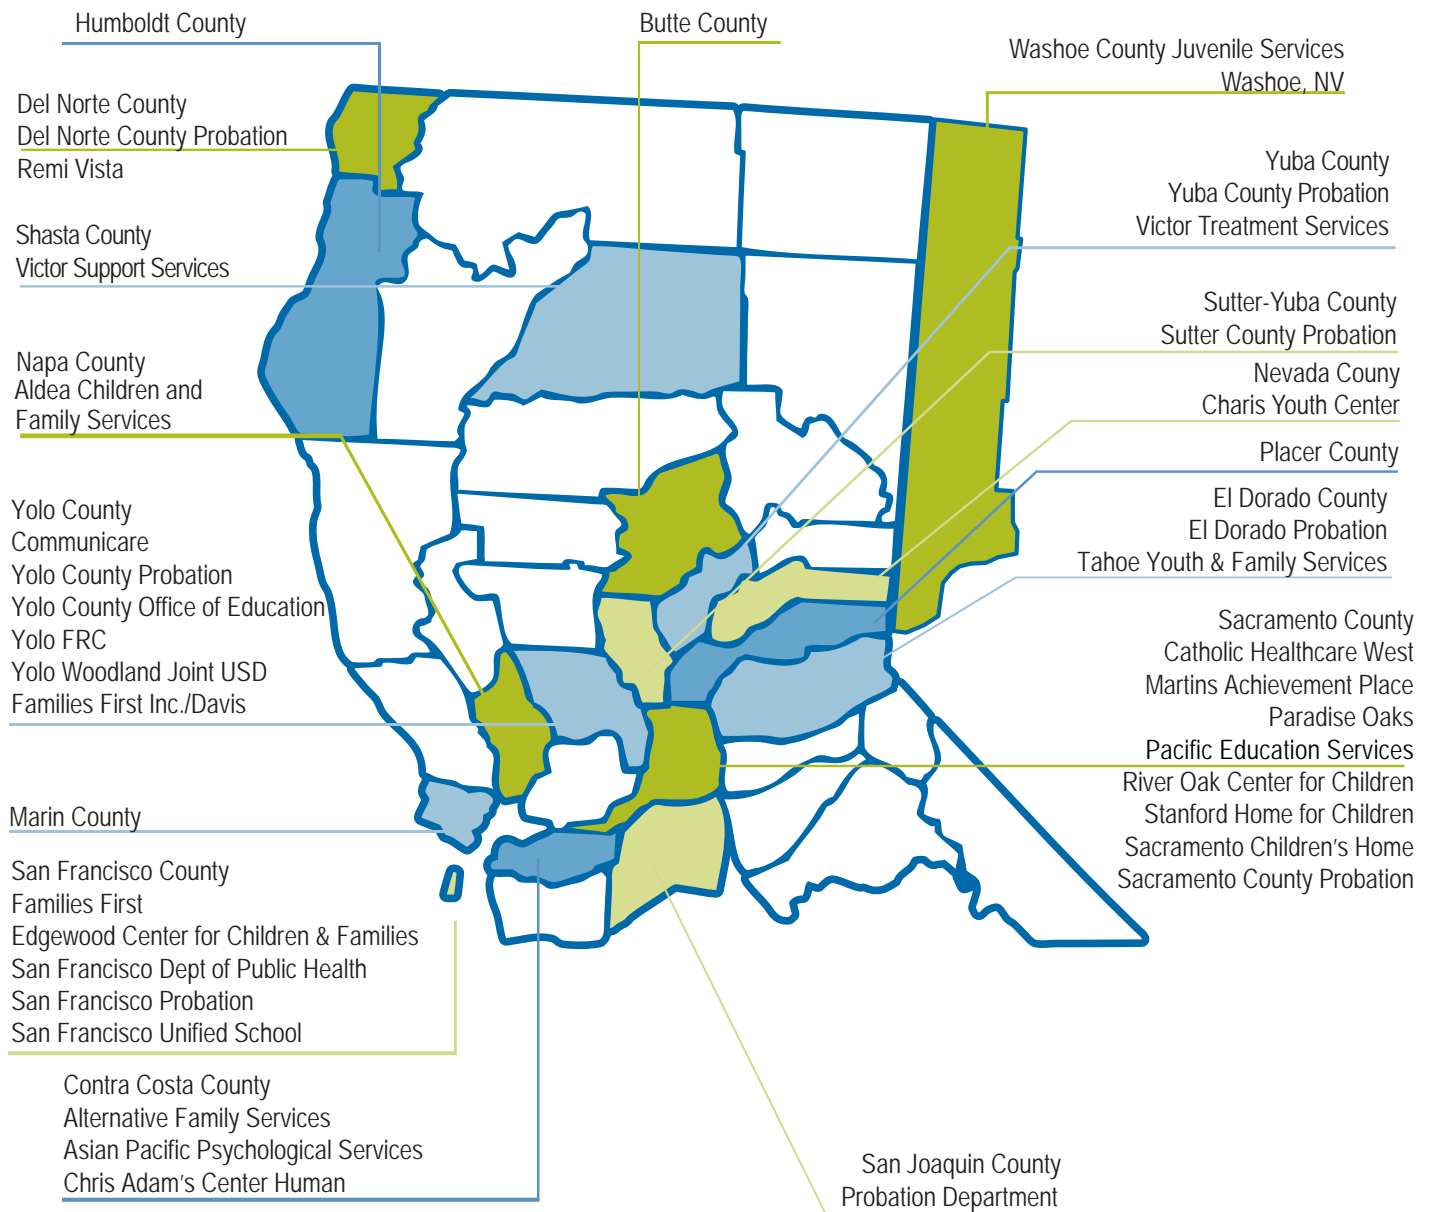 Humboldt County
Butte County
Washoe County Juvenile Services
Washoe, NV
Del Norte County
Del Norte County Probation
Remi Vista
Yuba County
Yuba County Probation
Victor Treatment Services
Shasta County
Victor Support Services
Sutter-Yuba County
Sutter County Probation
Napa County
Aldea Children and
Family Services
Nevada Couny
Charis Youth Center
Placer County
El Dorado County
El Dorado Probation
Tahoe Youth & Family Services
Yolo County
Communicare
Yolo County Probation
Yolo County Office of Education
Yolo FRC
Yolo Woodland Joint USD
Families First Inc./Davis
Sacramento County
Catholic Healthcare West
Martins Achievement Place
Paradise Oaks
Pacific Education Services
River Oak Center for Children
Stanford Home for Children
Sacramento Children's Home
Sacramento County Probation
Marin County
San Francisco County
Families First
Edgewood Center for Children & Families
San Francisco Dept of Public Health
San Francisco Probation
San Francisco Unified School
Contra Costa County
Alternative Family Services
Asian Pacific Psychological Services
Chris Adam's Center Human
San Joaquin County
Probation Department